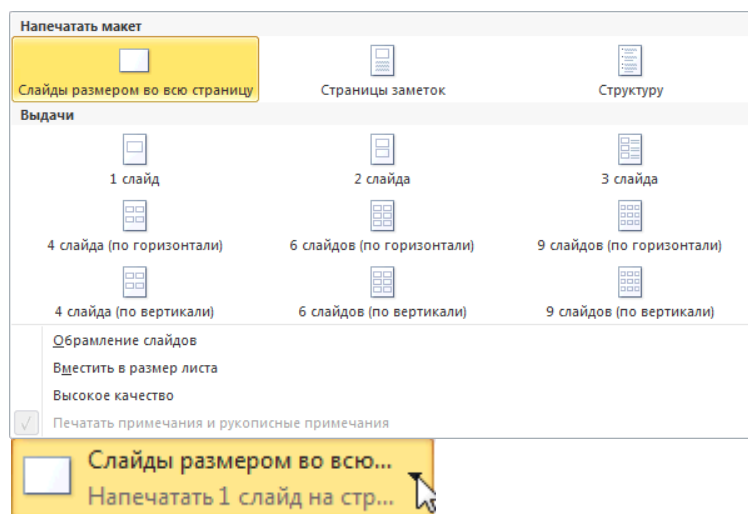 Напечатать макет
Слайды размером во всю страницу
Страницы заметок
Структуру
Выдачи
1 слайд
2 слайда
3 слайда
4 слайда (по горизонтали)
6 слайдов (по горизонтали)
9 слайдов (по горизонтали)
4 слайда (по вертикали)
6 слайдов (по вертикали)
9 слайдов (по вертикали)
Обрамление слайдов
Вместить в размер листа
Высокое качество
Печатать примечания и рукописные примечания
Слайды размером во всю...
Напечатать 1 слайд на стр...